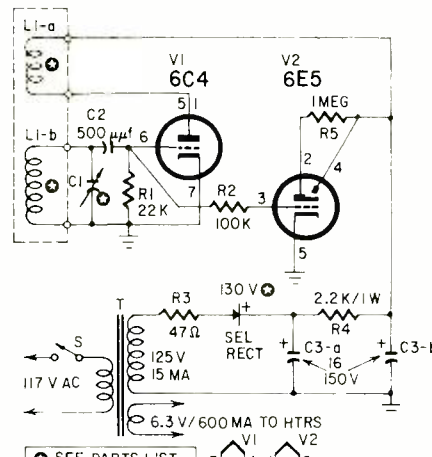 L1-a
V1
6C4
V2
6E5
1 MEG
R5
5 1
L1-b
C2
500 µµf
6
2
4
C1
R1
22K
7
R2
100K
3
5
130 V
2.2K/1W
R4
T
R3
47Ω
SEL
RECT
C3-a
16
150V
C3-b
S
117 V AC
125 V
15 MA
6.3 V/600 MA TO HTRS
V1 V2
SEE PARTS LIST